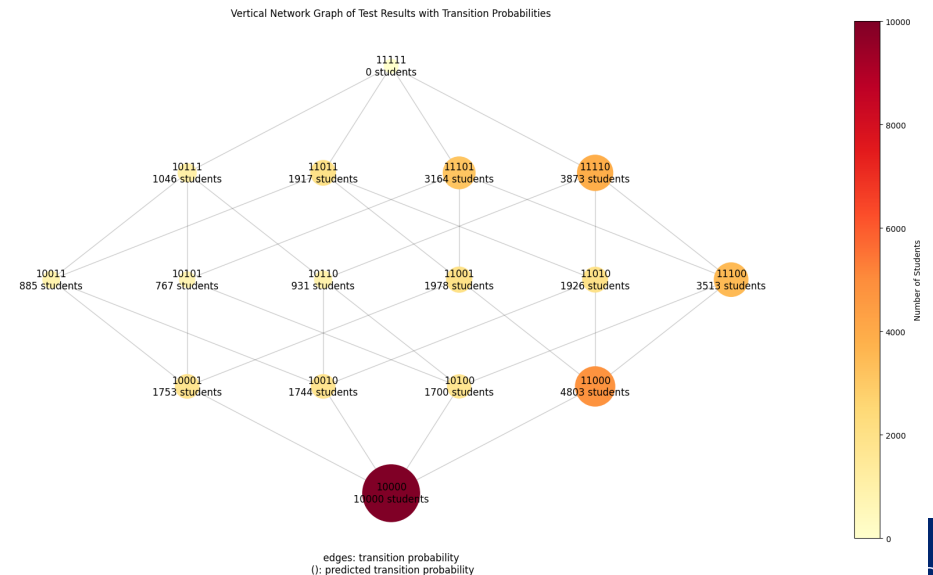 Vertical Network Graph of Test Results with Transition Probabilities
11111
0 students
10111
1046 students
11011
1917 students
11101
3164 students
11110
3873 students
10011
885 students
10101
767 students
10110
931 students
11001
1978 students
11010
1926 students
11100
3513 students
10001
1753 students
10010
1744 students
10100
1700 students
11000
4803 students
10000
10000 students
edges: transition probability
(): predicted transition probability
10000
8000
6000
4000
2000
0
Number of Students